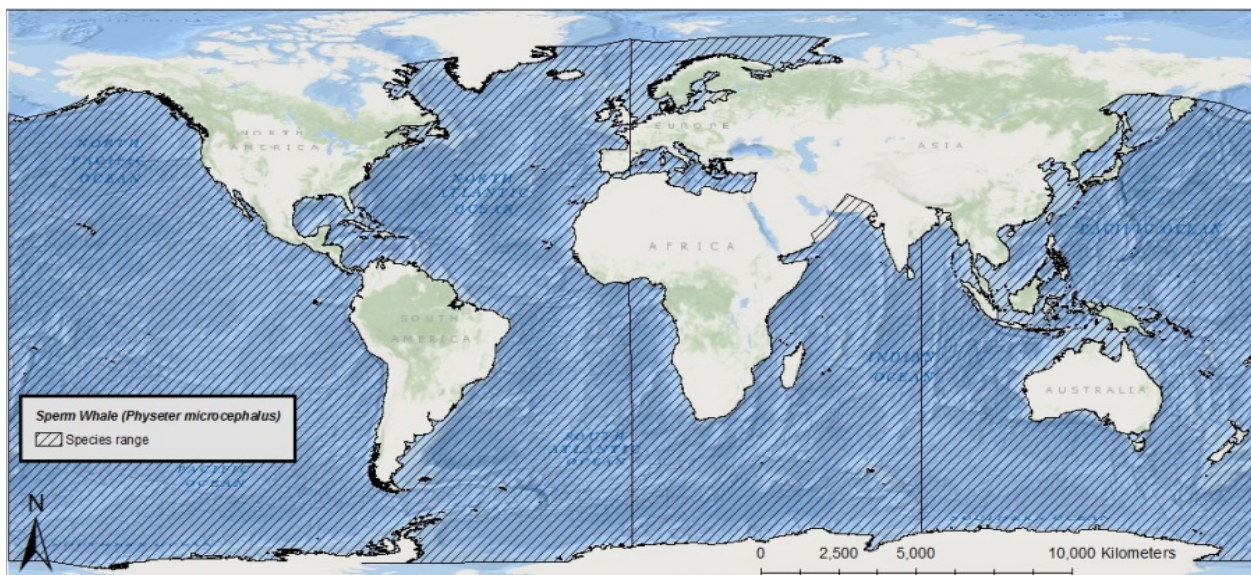 NORTH
AMERICA
NORTH
PACIFIC
OCEAN
NORTH
ATLANTIC
OCEAN
EUROPE
ASIA
AFRICA
PACIFIC OCEAN
SOUTH
AMERICA
INDIAN
OCEAN
AUSTRALIA
SOUTH
ATLANTIC
OCEAN
Sperm Whale (Physeter microcephalus)
Species range
PACIFIC
OCEAN
N
0 2,500 5,000 10,000 Kilometers